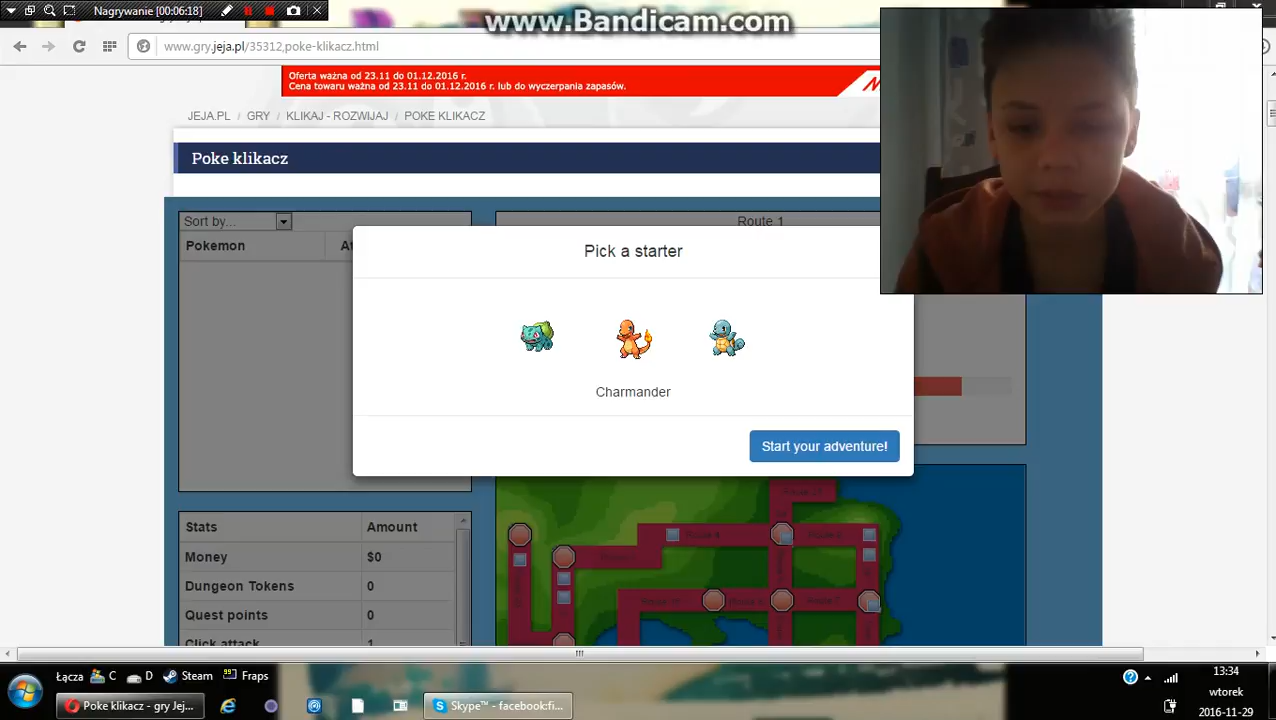 Nagrywanie [00:06:18]
www.Bandicam.com
www.gry.jeja.pl/35312,poke-klikacz.html
Oferta ważna od 23.11 do 01.12.2016 r.
Cena towaru ważna od 23.11 do 01.12.2016 r. lub do wyczerpania zapasów.
JEJA.PL / GRY / KLIKAJ - ROZWIJAJ / POKE KLIKACZ
Poke klikacz
Sort by...
Route 1
Pokemon
Pick a starter
Charmander
Start your adventure!
Stats Amount
Money $0
Dungeon Tokens 0
Quest points 0
Click attack 1
Route 4
Łącza C D Steam Fraps
13:34
wtorek
2016-11-29
Poke klikacz - gry Jej...
Skype™ - facebook:fi...